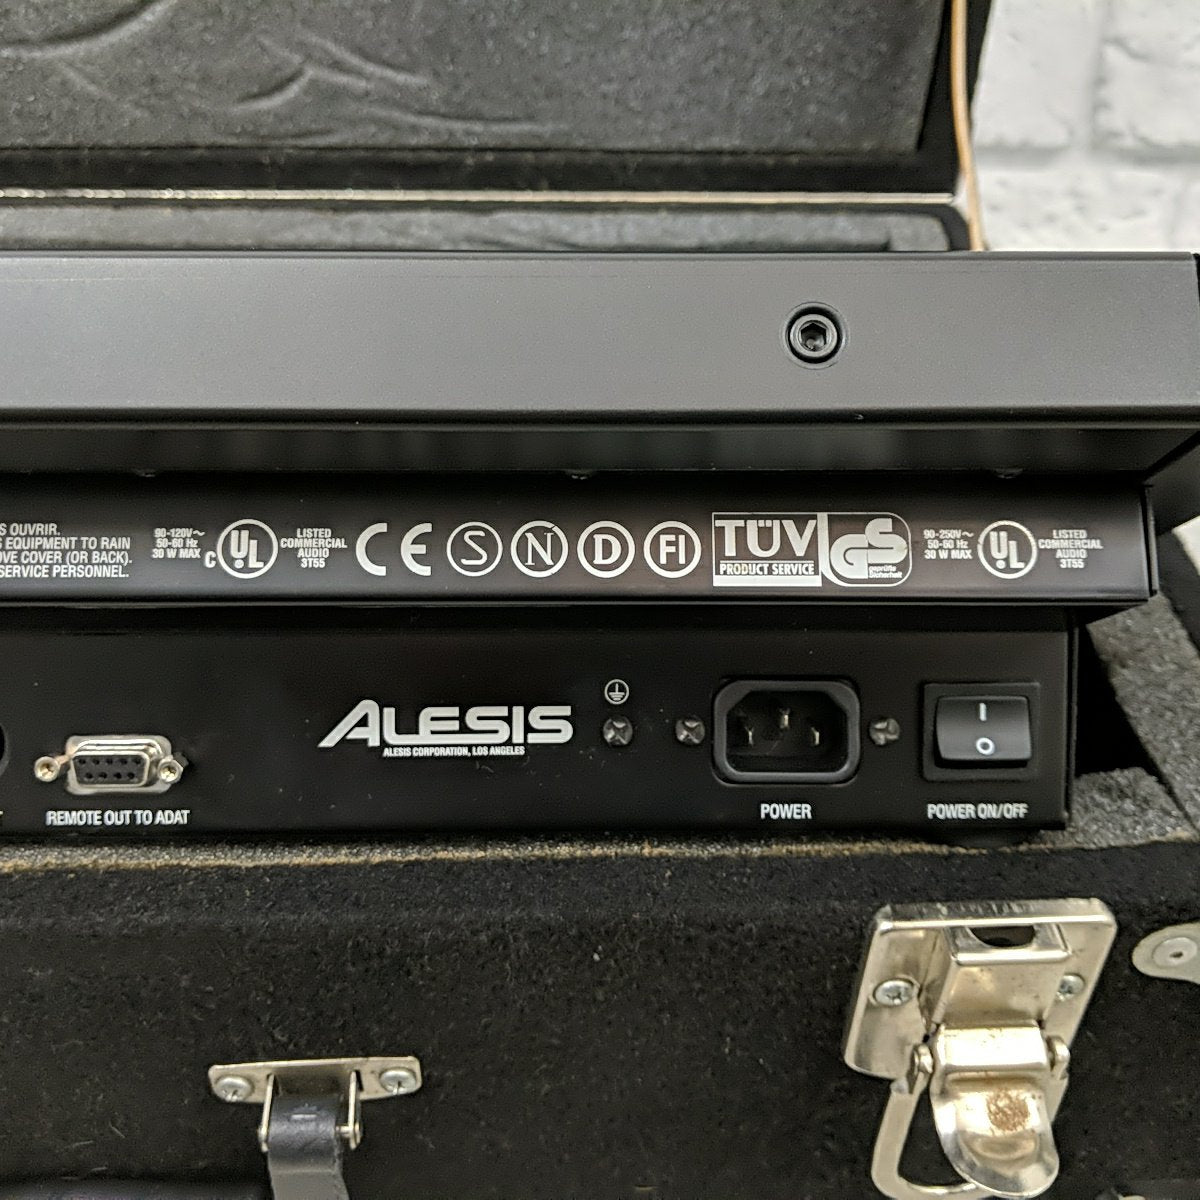 S OUVRIR.
EQUIPMENT TO RAIN
OVE COVER (OR BACK).
SERVICE PERSONNEL.
90-120V~
50-60 Hz
30 W MAX
C UL
LISTED
COMMERCIAL
AUDIO
3T55
CE S N D FI
TÜV
PRODUCT SERVICE
GS
geprüfte
Sicherheit
90-250V~
50-60 Hz
30 W MAX
UL
LISTED
COMMERCIAL
AUDIO
3T55
ALESIS
ALESIS CORPORATION, LOS ANGELES
REMOTE OUT TO ADAT
POWER
POWER ON/OFF